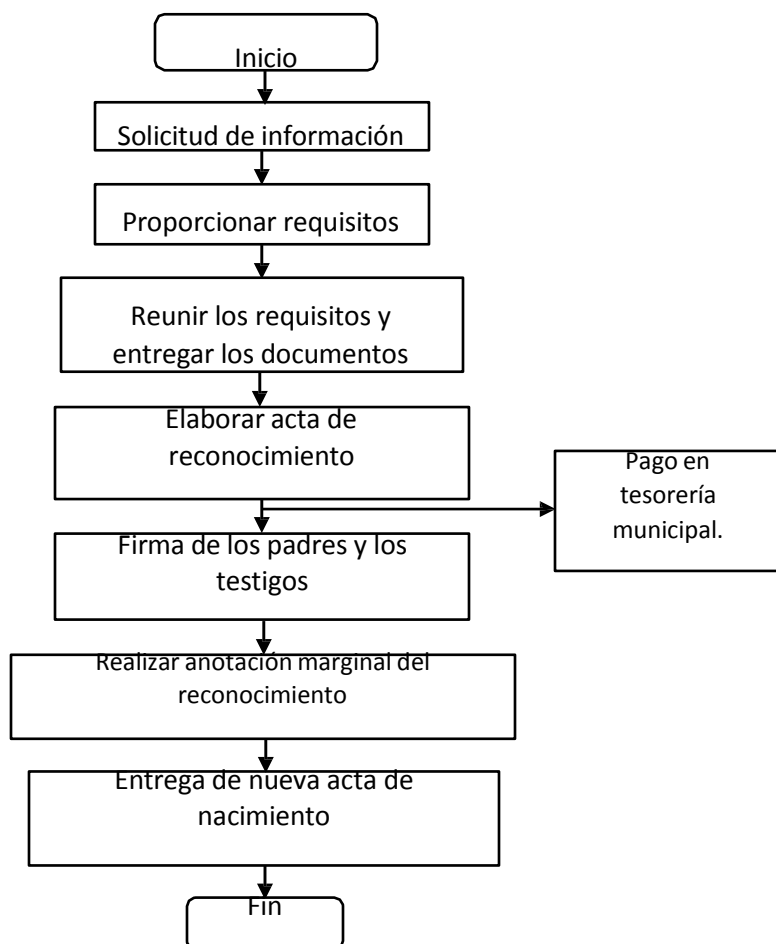 Inicio
Solicitud de información
Proporcionar requisitos
Reunir los requisitos y
entregar los documentos
Elaborar acta de
reconocimiento
Pago en
tesorería
municipal.
Firma de los padres y los
testigos
Realizar anotación marginal del
reconocimiento
Entrega de nueva acta de
nacimiento
Fin